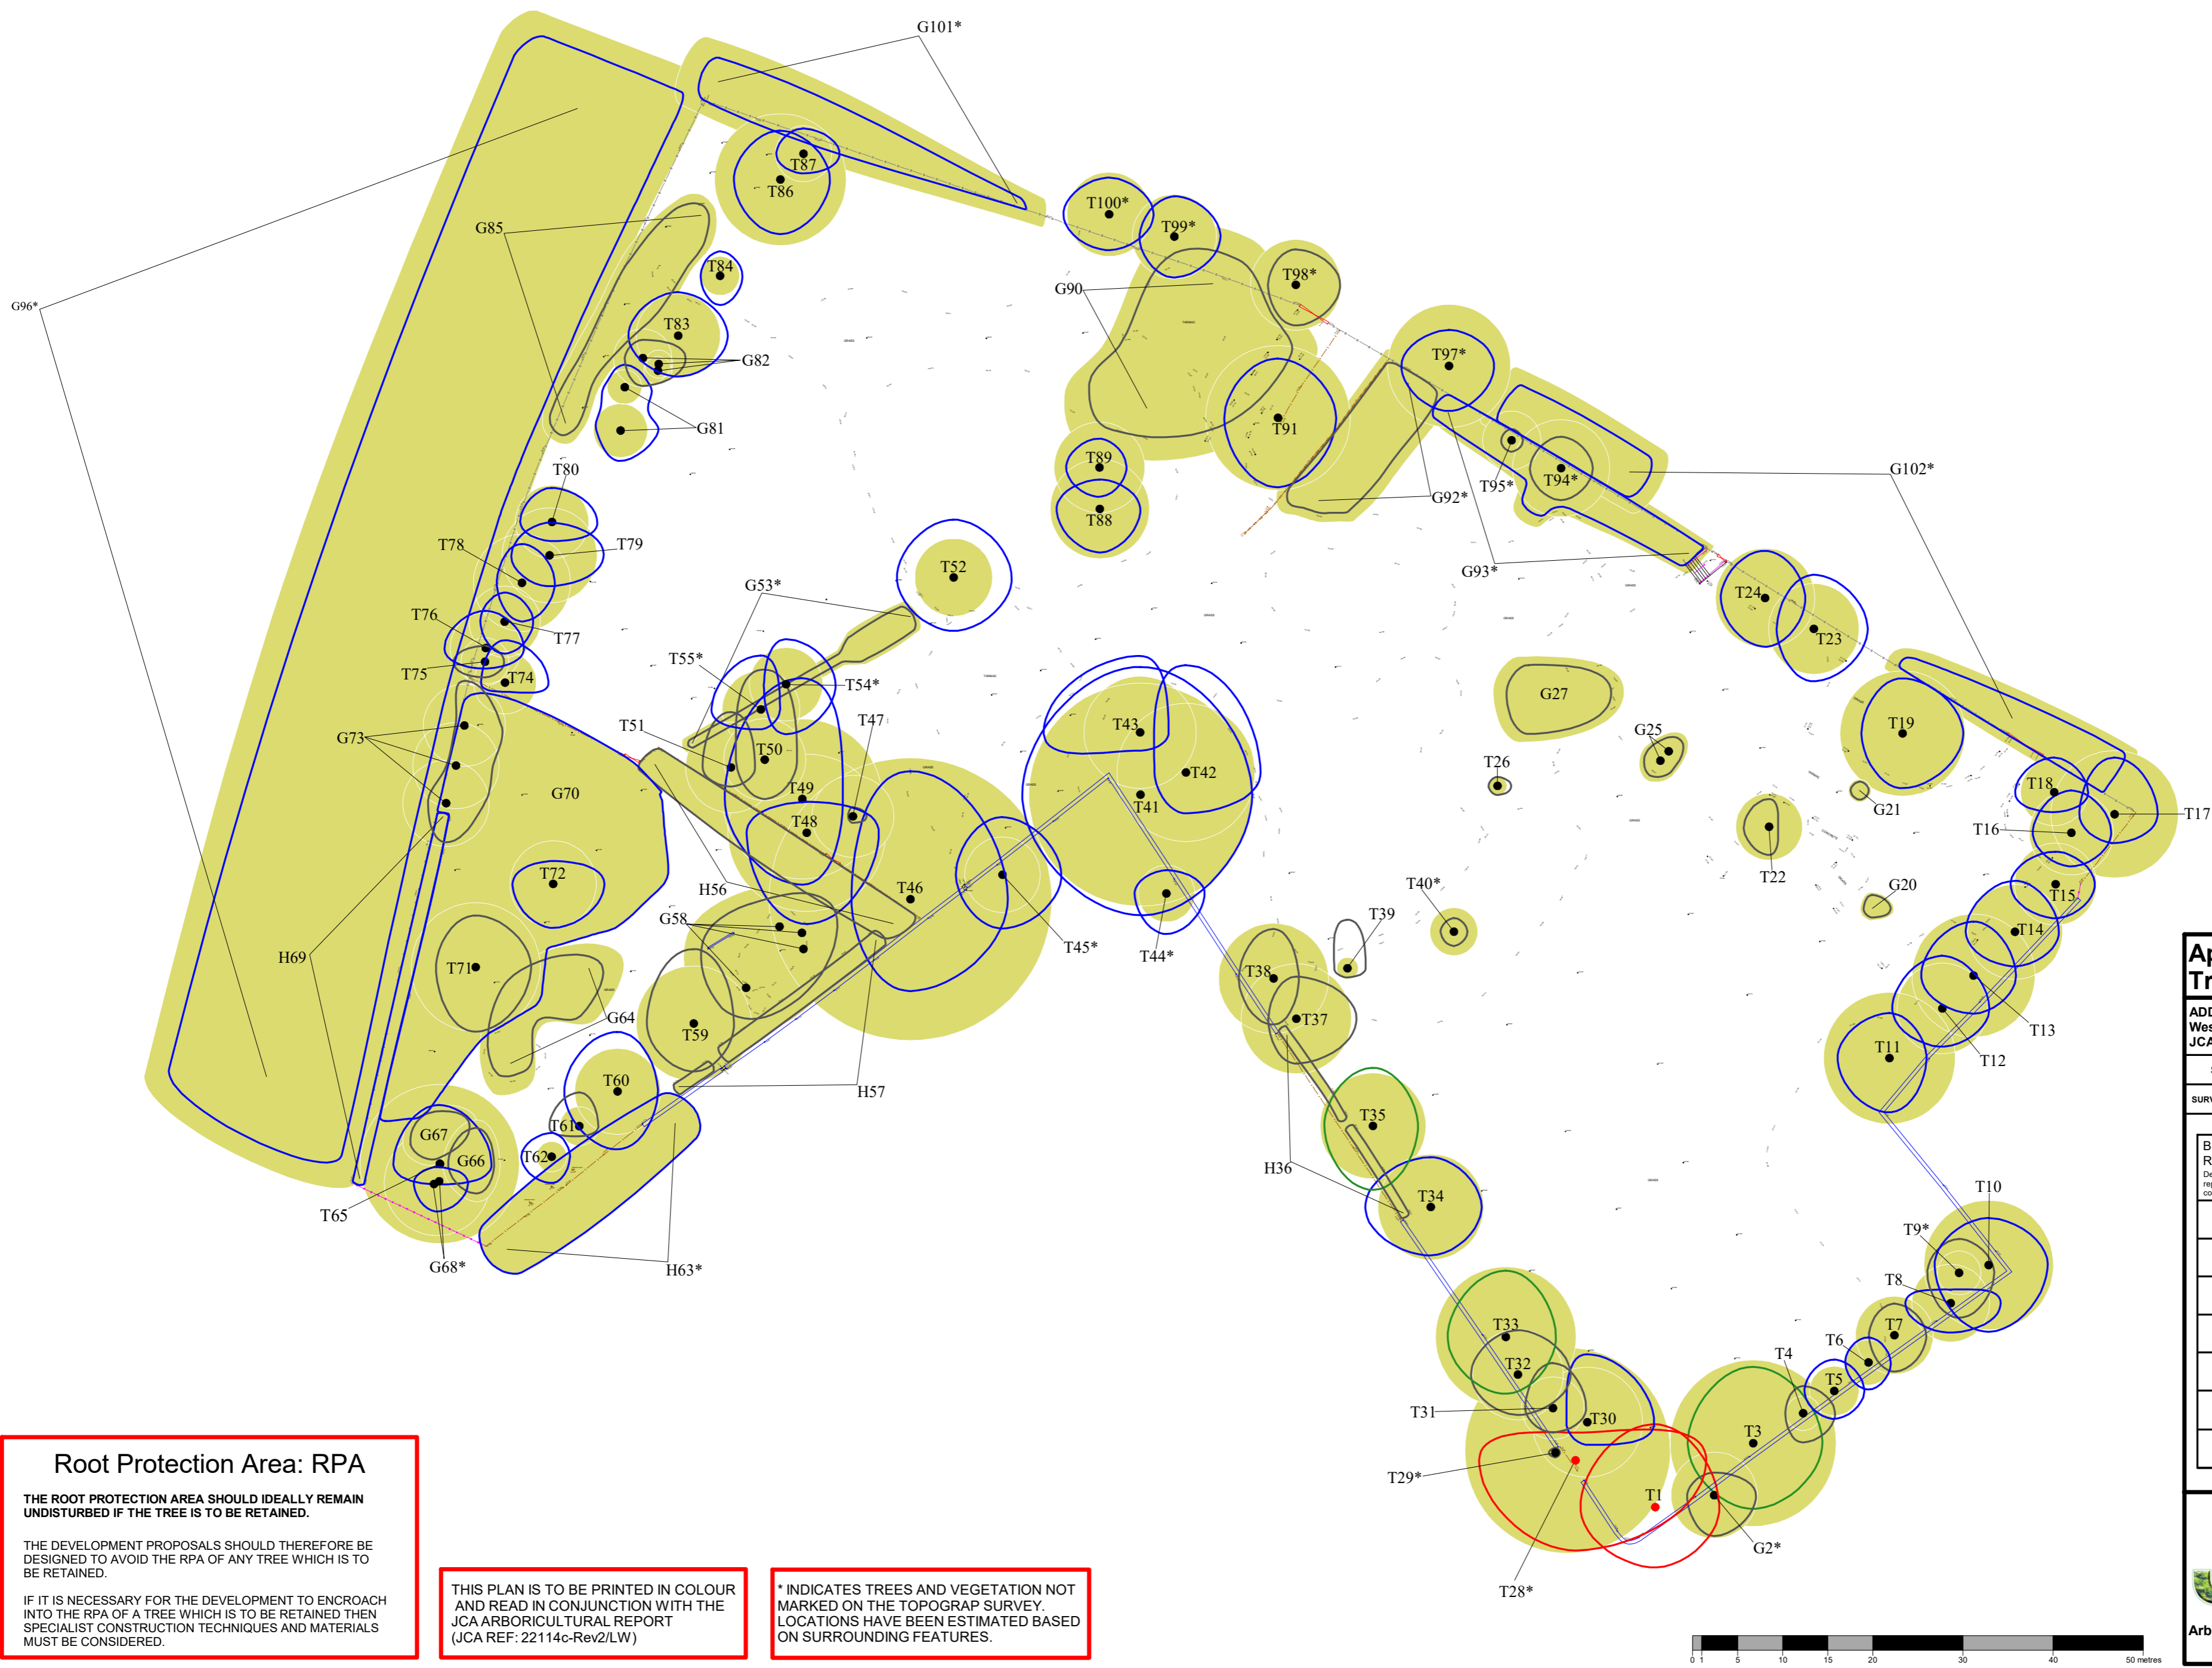 G101*
T87
T86
G96*
G85
T100*
T99*
T84
T98*
G90
T83
G82
T97*
T91
G81
T80
T89
G102*
T95*
T94*
G92*
T88
T78
T79
T52
G93*
G53*
T24
T76
T77
T23
T55*
T75
T74
T54*
G27
T51
T47
T43
T19
G73
T50
G25
T42
T26
G70
T49
T41
T18
G21
T17
T48
T16
T22
T72
H56
T46
T40*
G20
T15
G58
T39
T45*
T14
T44*
H69
T71
T38
G64
T59
T37
T13
T11
T12
T60
H57
T35
T61
G67
T62
G66
H36
T10
T34
T65
T9*
G68*
H63*
T8
T33
T7
T6
T4
T32
T5
T31
T30
T3
T29*
T1
G2*
T28*
Root Protection Area: RPA
THE ROOT PROTECTION AREA SHOULD IDEALLY REMAIN
UNDISTURBED IF THE TREE IS TO BE RETAINED.
THE DEVELOPMENT PROPOSALS SHOULD THEREFORE BE
DESIGNED TO AVOID THE RPA OF ANY TREE WHICH IS TO
BE RETAINED.
IF IT IS NECESSARY FOR THE DEVELOPMENT TO ENCROACH
INTO THE RPA OF A TREE WHICH IS TO BE RETAINED THEN
SPECIALIST CONSTRUCTION TECHNIQUES AND MATERIALS
MUST BE CONSIDERED.
THIS PLAN IS TO BE PRINTED IN COLOUR
AND READ IN CONJUNCTION WITH THE
JCA ARBORICULTURAL REPORT
(JCA REF: 22114c-Rev2/LW)
* INDICATES TREES AND VEGETATION NOT
MARKED ON THE TOPOGRAP SURVEY.
LOCATIONS HAVE BEEN ESTIMATED BASED
ON SURROUNDING FEATURES.
0 1 5 10 15 20 30 40 50 metres
Ap
Tr
ADD
Wes
JCA
SURV
Arb